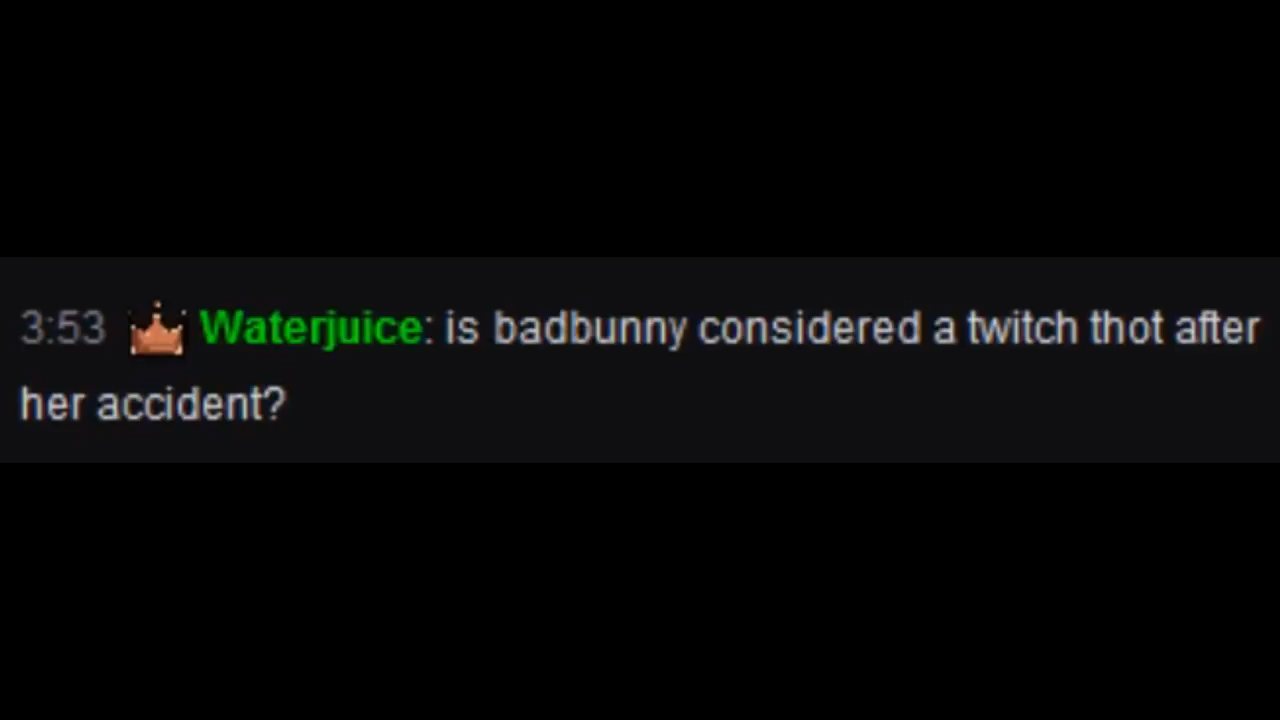 3:53 Waterjuice: is badbunny considered a twitch thot after
her accident?